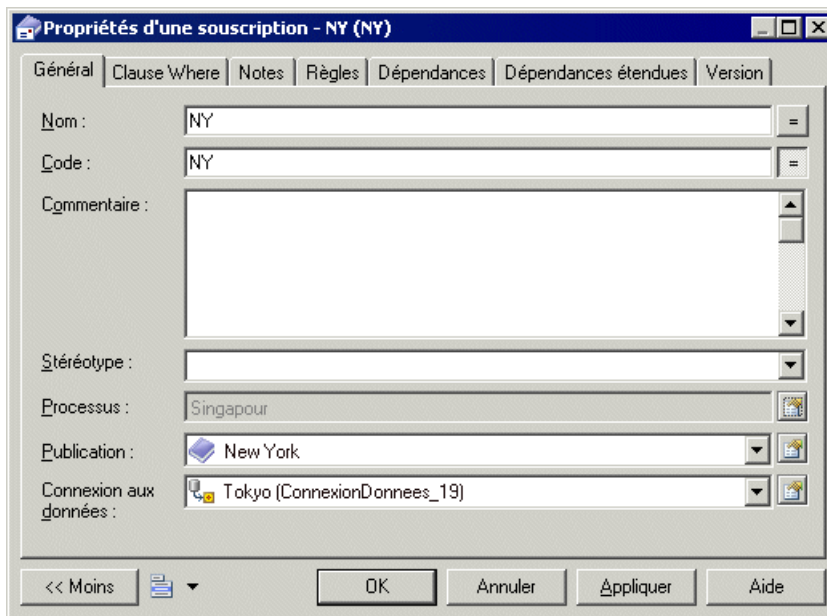 Propriétés d'une souscription - NY (NY)
Général Clause Where Notes Règles Dépendances Dépendances étendues Version
Nom : NY =
Code : NY =
Commentaire :
Stéréotype :
Processus : Singapour
Publication : New York
Connexion aux données : Tokyo (ConnexionDonnees_19)
<< Moins OK Annuler Appliquer Aide